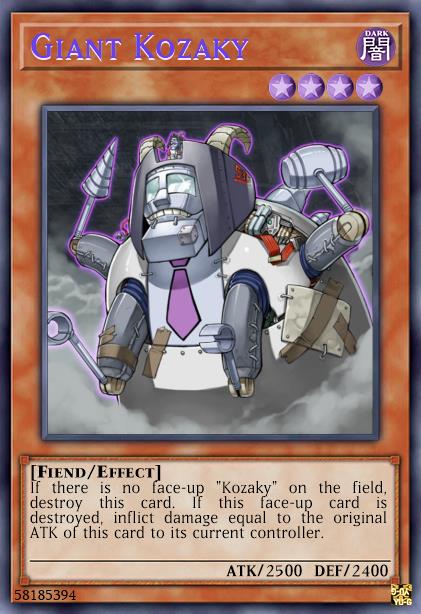 Giant Kozaky
DARK
闇
[Fiend/Effect]
If there is no face-up "Kozaky" on the field,
destroy this card. If this face-up card is
destroyed, inflict damage equal to the original
ATK of this card to its current controller.
ATK/2500 DEF/2400
58185394